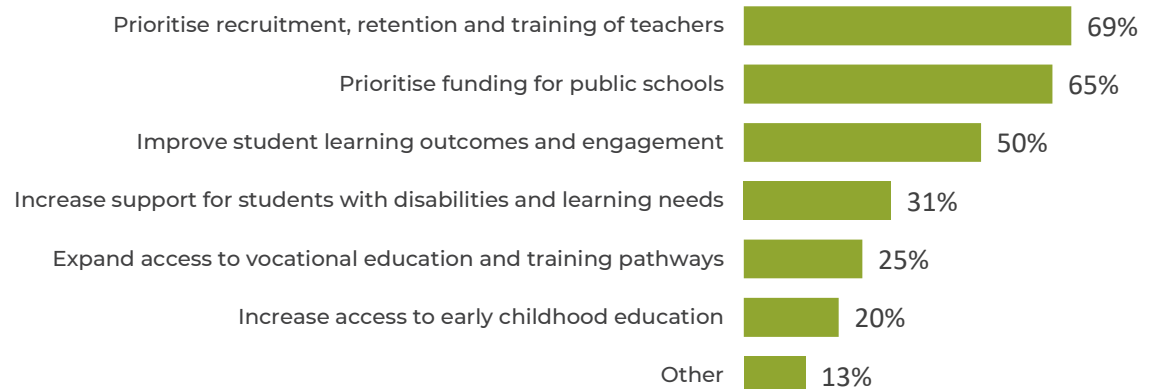 Prioritise recruitment, retention and training of teachers 69%
Prioritise funding for public schools 65%
Improve student learning outcomes and engagement 50%
Increase support for students with disabilities and learning needs 31%
Expand access to vocational education and training pathways 25%
Increase access to early childhood education 20%
Other 13%